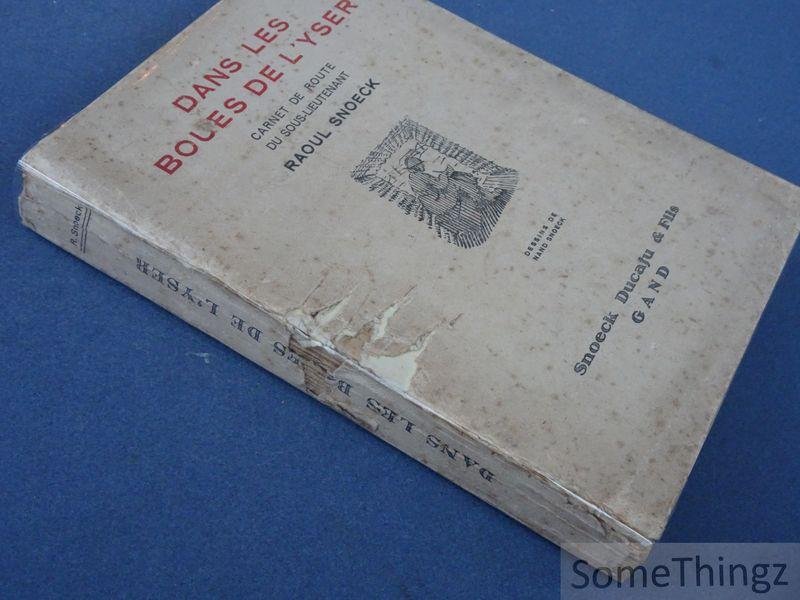 DANS LES
BOUES DE L'YSER
CARNET DE ROUTE
DU SOUS-LIEUTENANT
RAOUL SNOECK
DESSINS DE
NAND SNOECK
Snoeck Ducaju & Fils
GAND
R. Snoeck
DANS LES BOUES DE L'YSER
SomeThingz